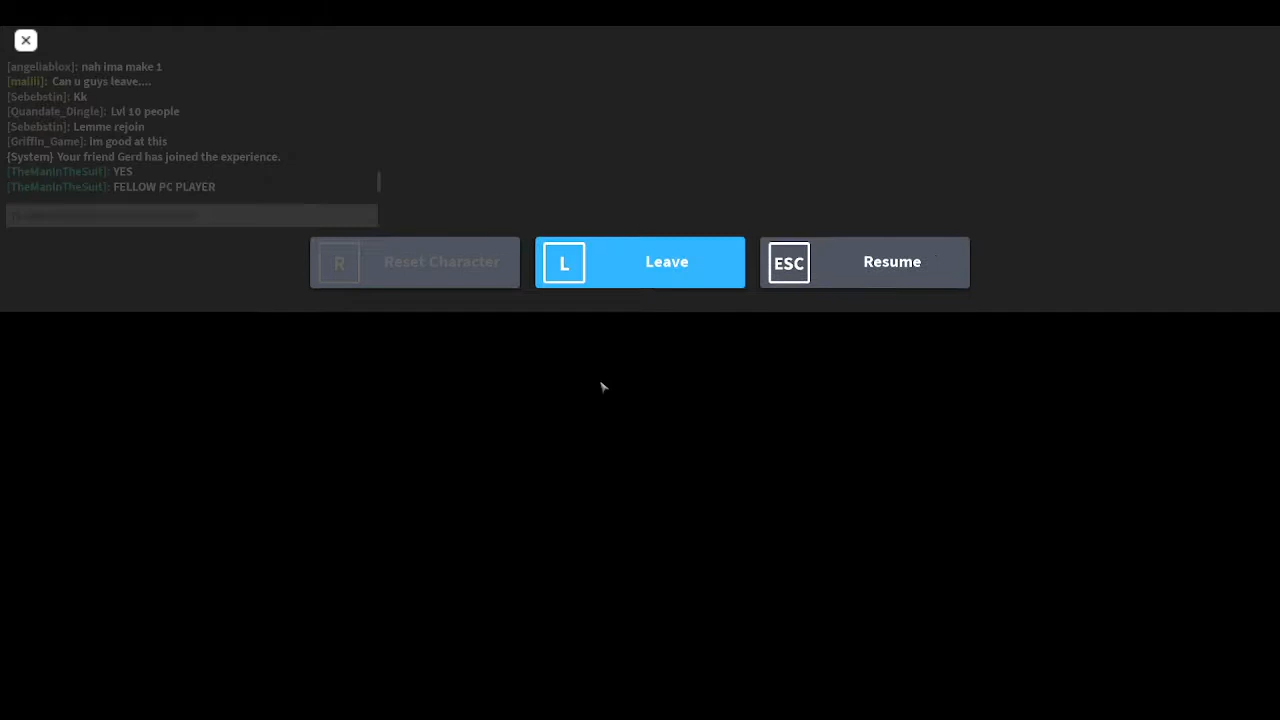 [angeliablox]: nah ima make 1
[mallii]: Can u guys leave....
[Sebebstin]: Kk
[Quandale_Dingle]: Lvl 10 people
[Sebebstin]: Lemme rejoin
[Griffin_Game]: im good at this
{System} Your friend Gerd has joined the experience.
[TheManInTheSuit]: YES
[TheManInTheSuit]: FELLOW PC PLAYER
R Reset Character L Leave ESC Resume